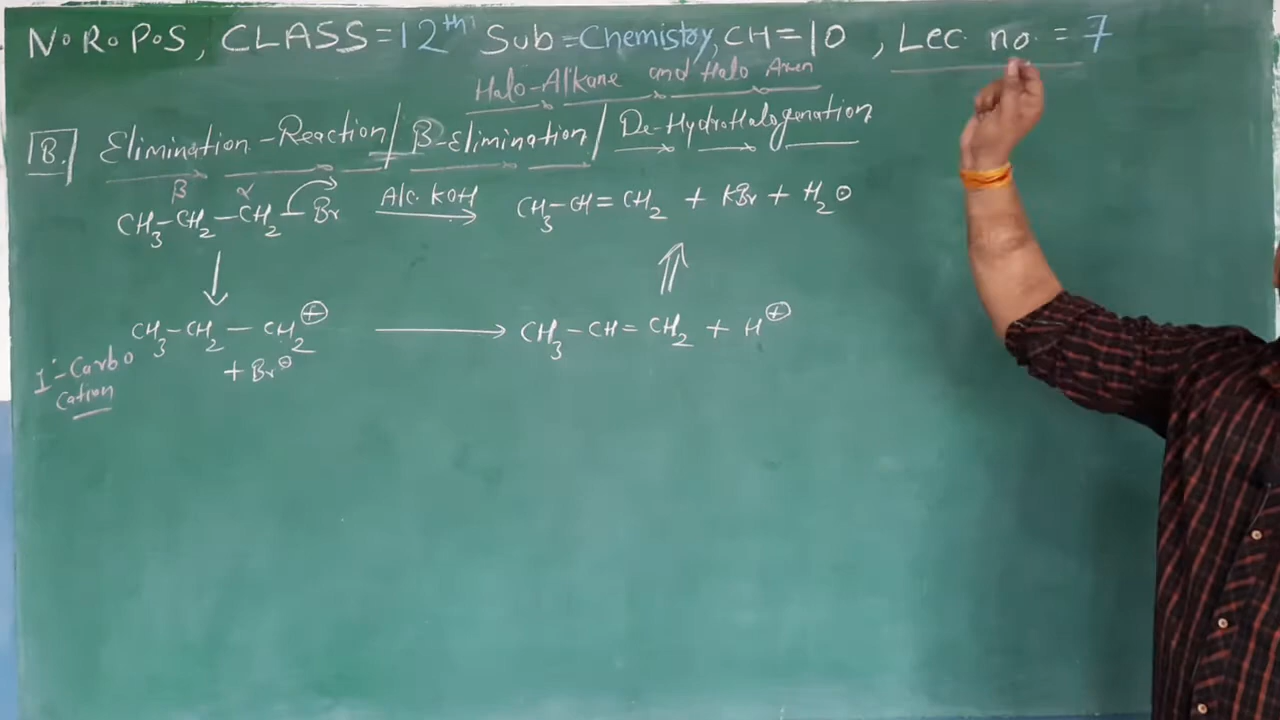 N.R.P.S, CLASS=12th Sub=Chemistry, CH=10, Lec no.=7
Halo-Alkane and Halo Aren
B. Elimination-Reaction/β-Elimination/De-HydroHalogenation
β α
CH3-CH2-CH2-Br Alc. KOH → CH3-CH=CH2 + KBr + H2O
↓ ⇑
CH3-CH2-CH2⊕ → CH3-CH=CH2 + H⊕
+ Br⊖
1°-Carbo
Cation